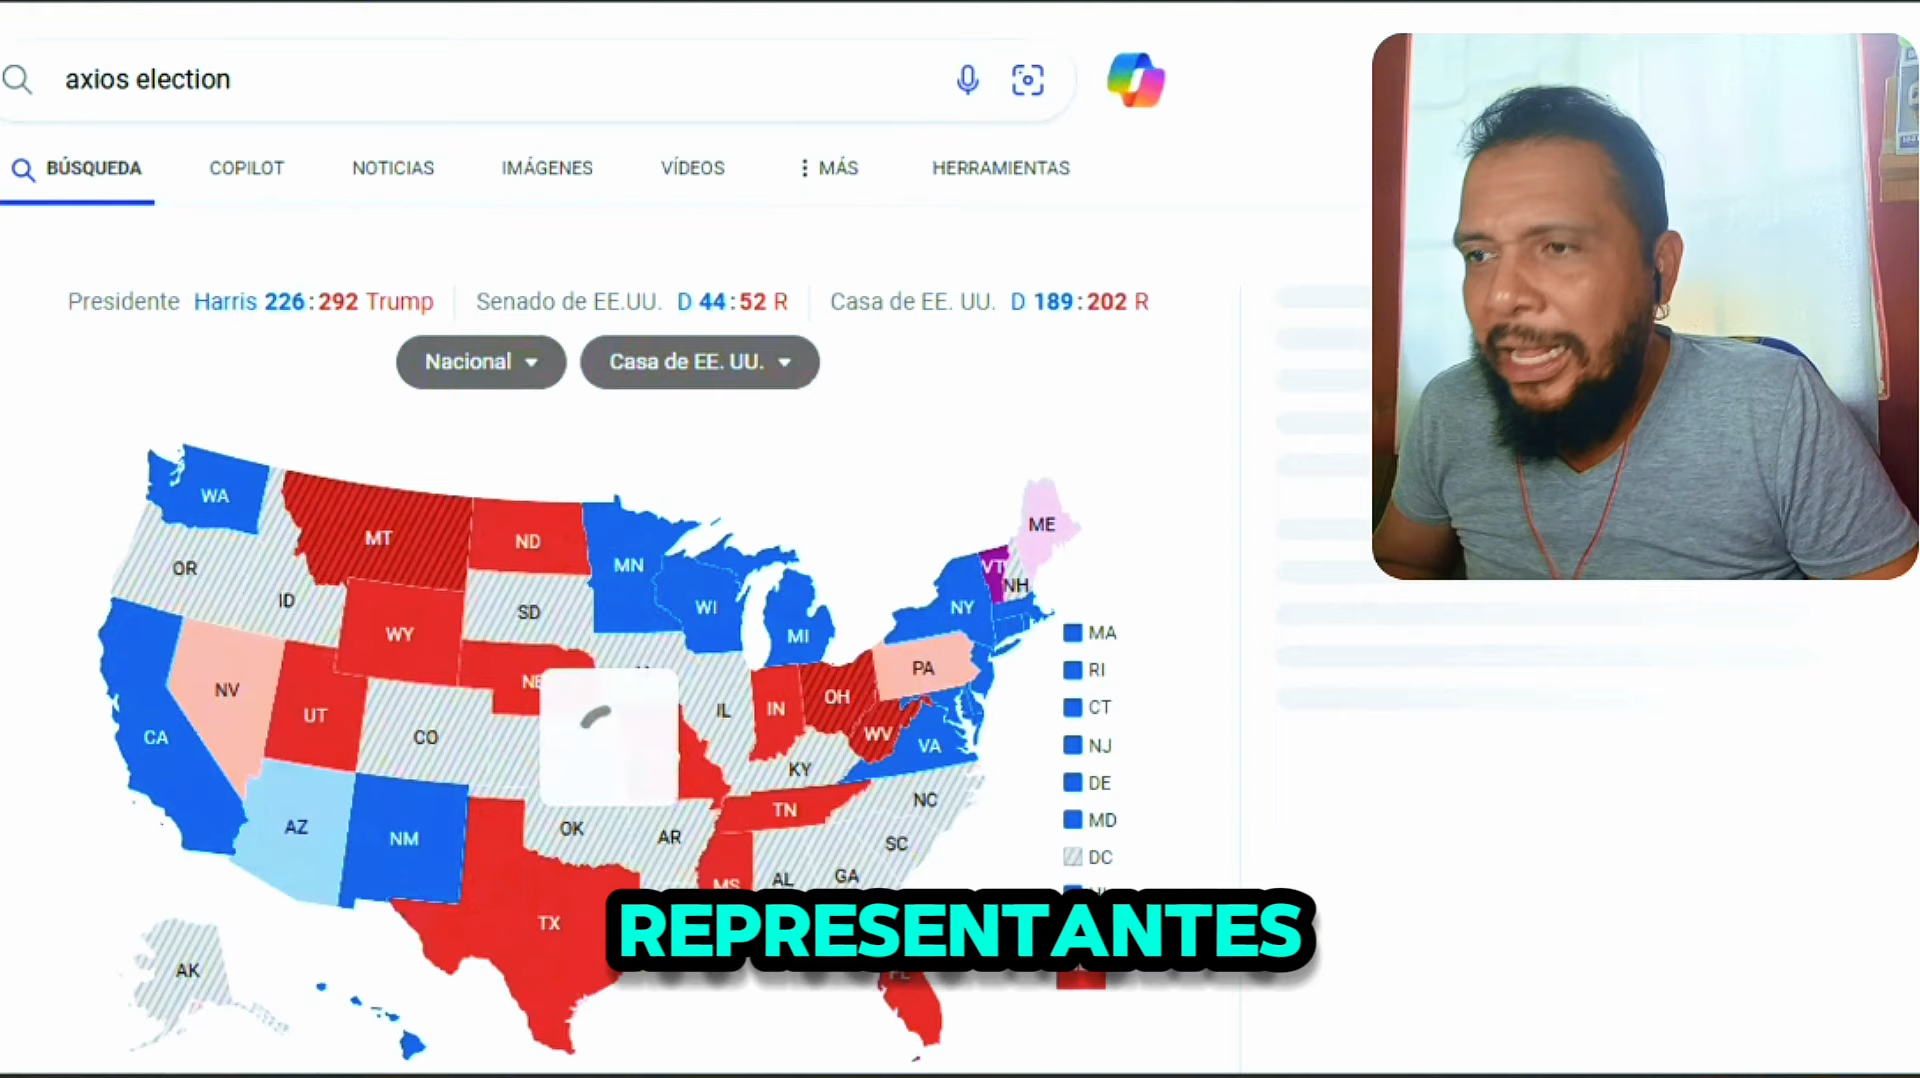 axios election
BÚSQUEDA COPILOT NOTICIAS IMÁGENES VÍDEOS MÁS HERRAMIENTAS
Presidente Harris 226:292 Trump Senado de EE.UU. D 44:52 R Casa de EE. UU. D 189:202 R
Nacional Casa de EE. UU.
WA
MT
ND
MN
ME
OR
VT
NH
ID
SD
WI
NY
WY
MI
MA
NV
NE
PA
RI
UT
IL
IN
OH
CT
CA
CO
WV
VA
NJ
KY
DE
AZ
NM
OK
AR
TN
NC
MD
SC
DC
MS
AL
GA
TX
REPRESENTANTES
AK
FL